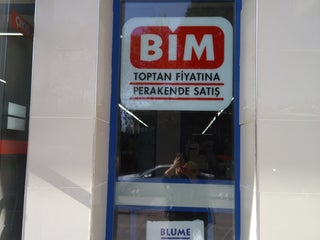 BİM
TOPTAN FİYATINA
PERAKENDE SATIŞ
BLUME